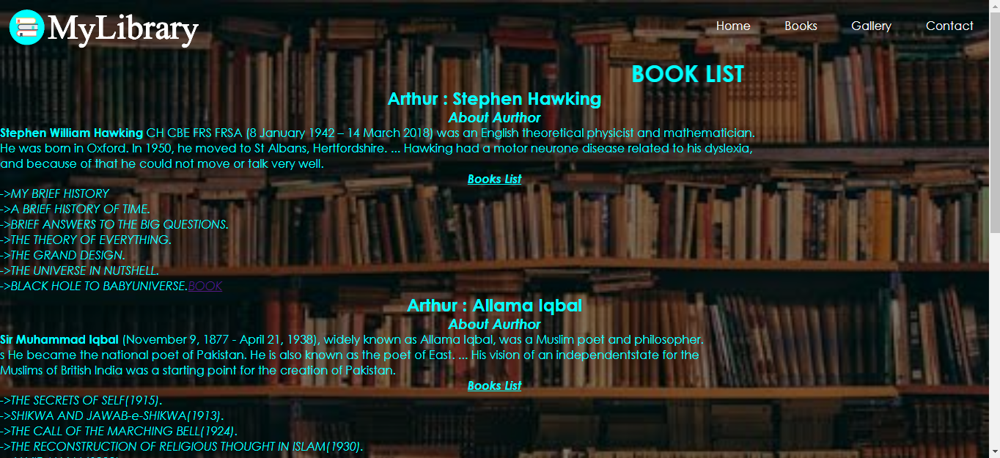 MyLibrary
Home Books Gallery Contact
BOOK LIST
Arthur : Stephen Hawking
About Aurthor
Stephen William Hawking CH CBE FRS FRSA (8 January 1942 – 14 March 2018) was an English theoretical physicist and mathematician.
He was born in Oxford. In 1950, he moved to St Albans, Hertfordshire. ... Hawking had a motor neurone disease related to his dyslexia,
and because of that he could not move or talk very well.
Books List
->MY BRIEF HISTORY
->A BRIEF HISTORY OF TIME.
->BRIEF ANSWERS TO THE BIG QUESTIONS.
->THE THEORY OF EVERYTHING.
->THE GRAND DESIGN.
->THE UNIVERSE IN NUTSHELL.
->BLACK HOLE TO BABYUNIVERSE.BOOK
Arthur : Allama Iqbal
About Aurthor
Sir Muhammad Iqbal (November 9, 1877 - April 21, 1938), widely known as Allama Iqbal, was a Muslim poet and philosopher.
s He became the national poet of Pakistan. He is also known as the poet of East. ... His vision of an independentstate for the
Muslims of British India was a starting point for the creation of Pakistan.
Books List
->THE SECRETS OF SELF(1915).
->SHIKWA AND JAWAB-e-SHIKWA(1913).
->THE CALL OF THE MARCHING BELL(1924).
->THE RECONSTRUCTION OF RELIGIOUS THOUGHT IN ISLAM(1930).